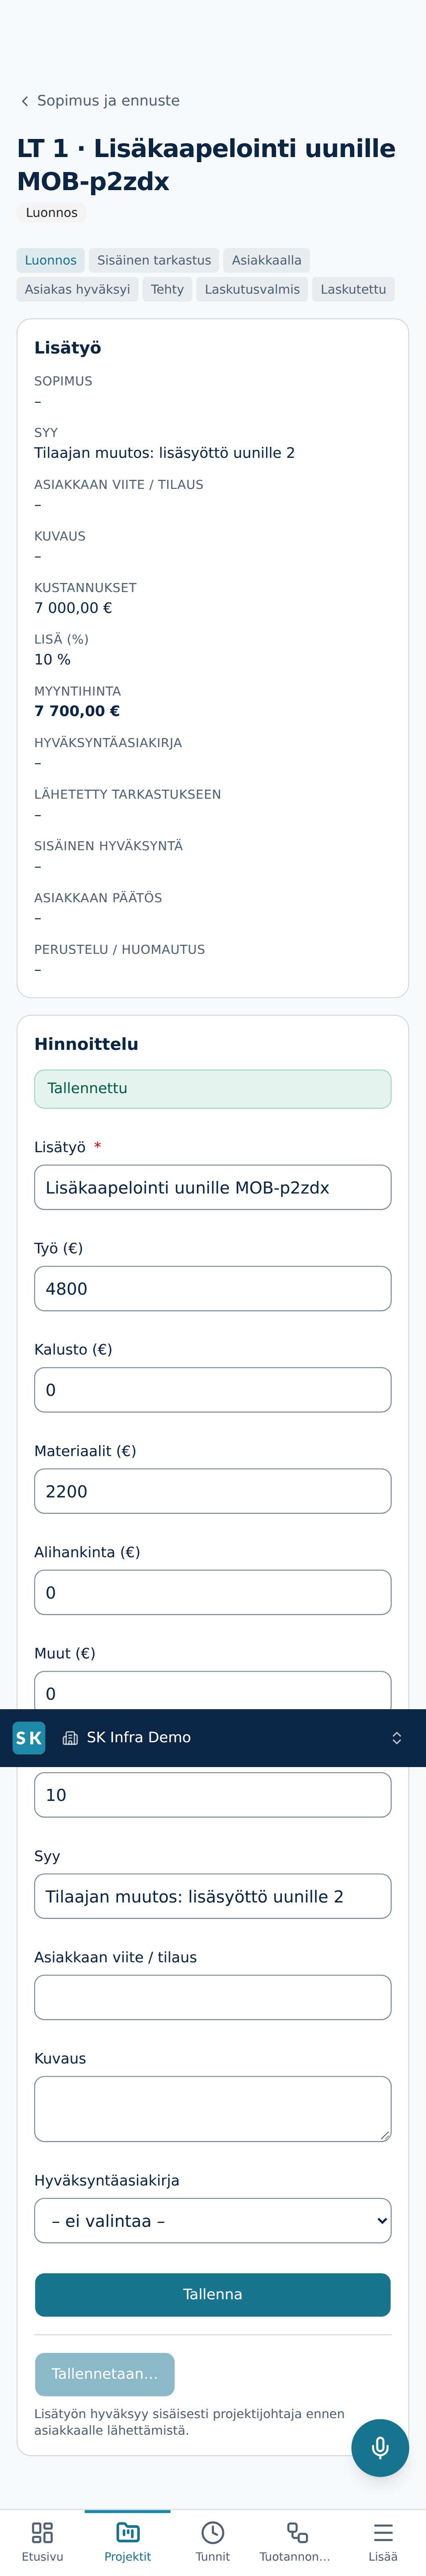 Sopimus ja ennuste
LT 1 · Lisäkaapelointi uunille
MOB-p2zdx
Luonnos
Luonnos Sisäinen tarkastus Asiakkaalla
Asiakas hyväksyi Tehty Laskutusvalmis Laskutettu
Lisätyö
SOPIMUS
–
SYY
Tilaajan muutos: lisäsyöttö uunille 2
ASIAKKAAN VIITE / TILAUS
–
KUVAUS
–
KUSTANNUKSET
7 000,00 €
LISÄ (%)
10 %
MYYNTIHINTA
7 700,00 €
HYVÄKSYNTÄASIAKIRJA
–
LÄHETETTY TARKASTUKSEEN
–
SISÄINEN HYVÄKSYNTÄ
–
ASIAKKAAN PÄÄTÖS
–
PERUSTELU / HUOMAUTUS
–
Hinnoittelu
Tallennettu
Lisätyö *
Lisäkaapelointi uunille MOB-p2zdx
Työ (€)
4800
Kalusto (€)
0
Materiaalit (€)
2200
Alihankinta (€)
0
Muut (€)
0
SK SK Infra Demo
10
Syy
Tilaajan muutos: lisäsyöttö uunille 2
Asiakkaan viite / tilaus
Kuvaus
Hyväksyntäasiakirja
– ei valintaa –
Tallenna
Tallennetaan…
Lisätyön hyväksyy sisäisesti projektijohtaja ennen
asiakkaalle lähettämistä.
Etusivu Projektit Tunnit Tuotannon… Lisää